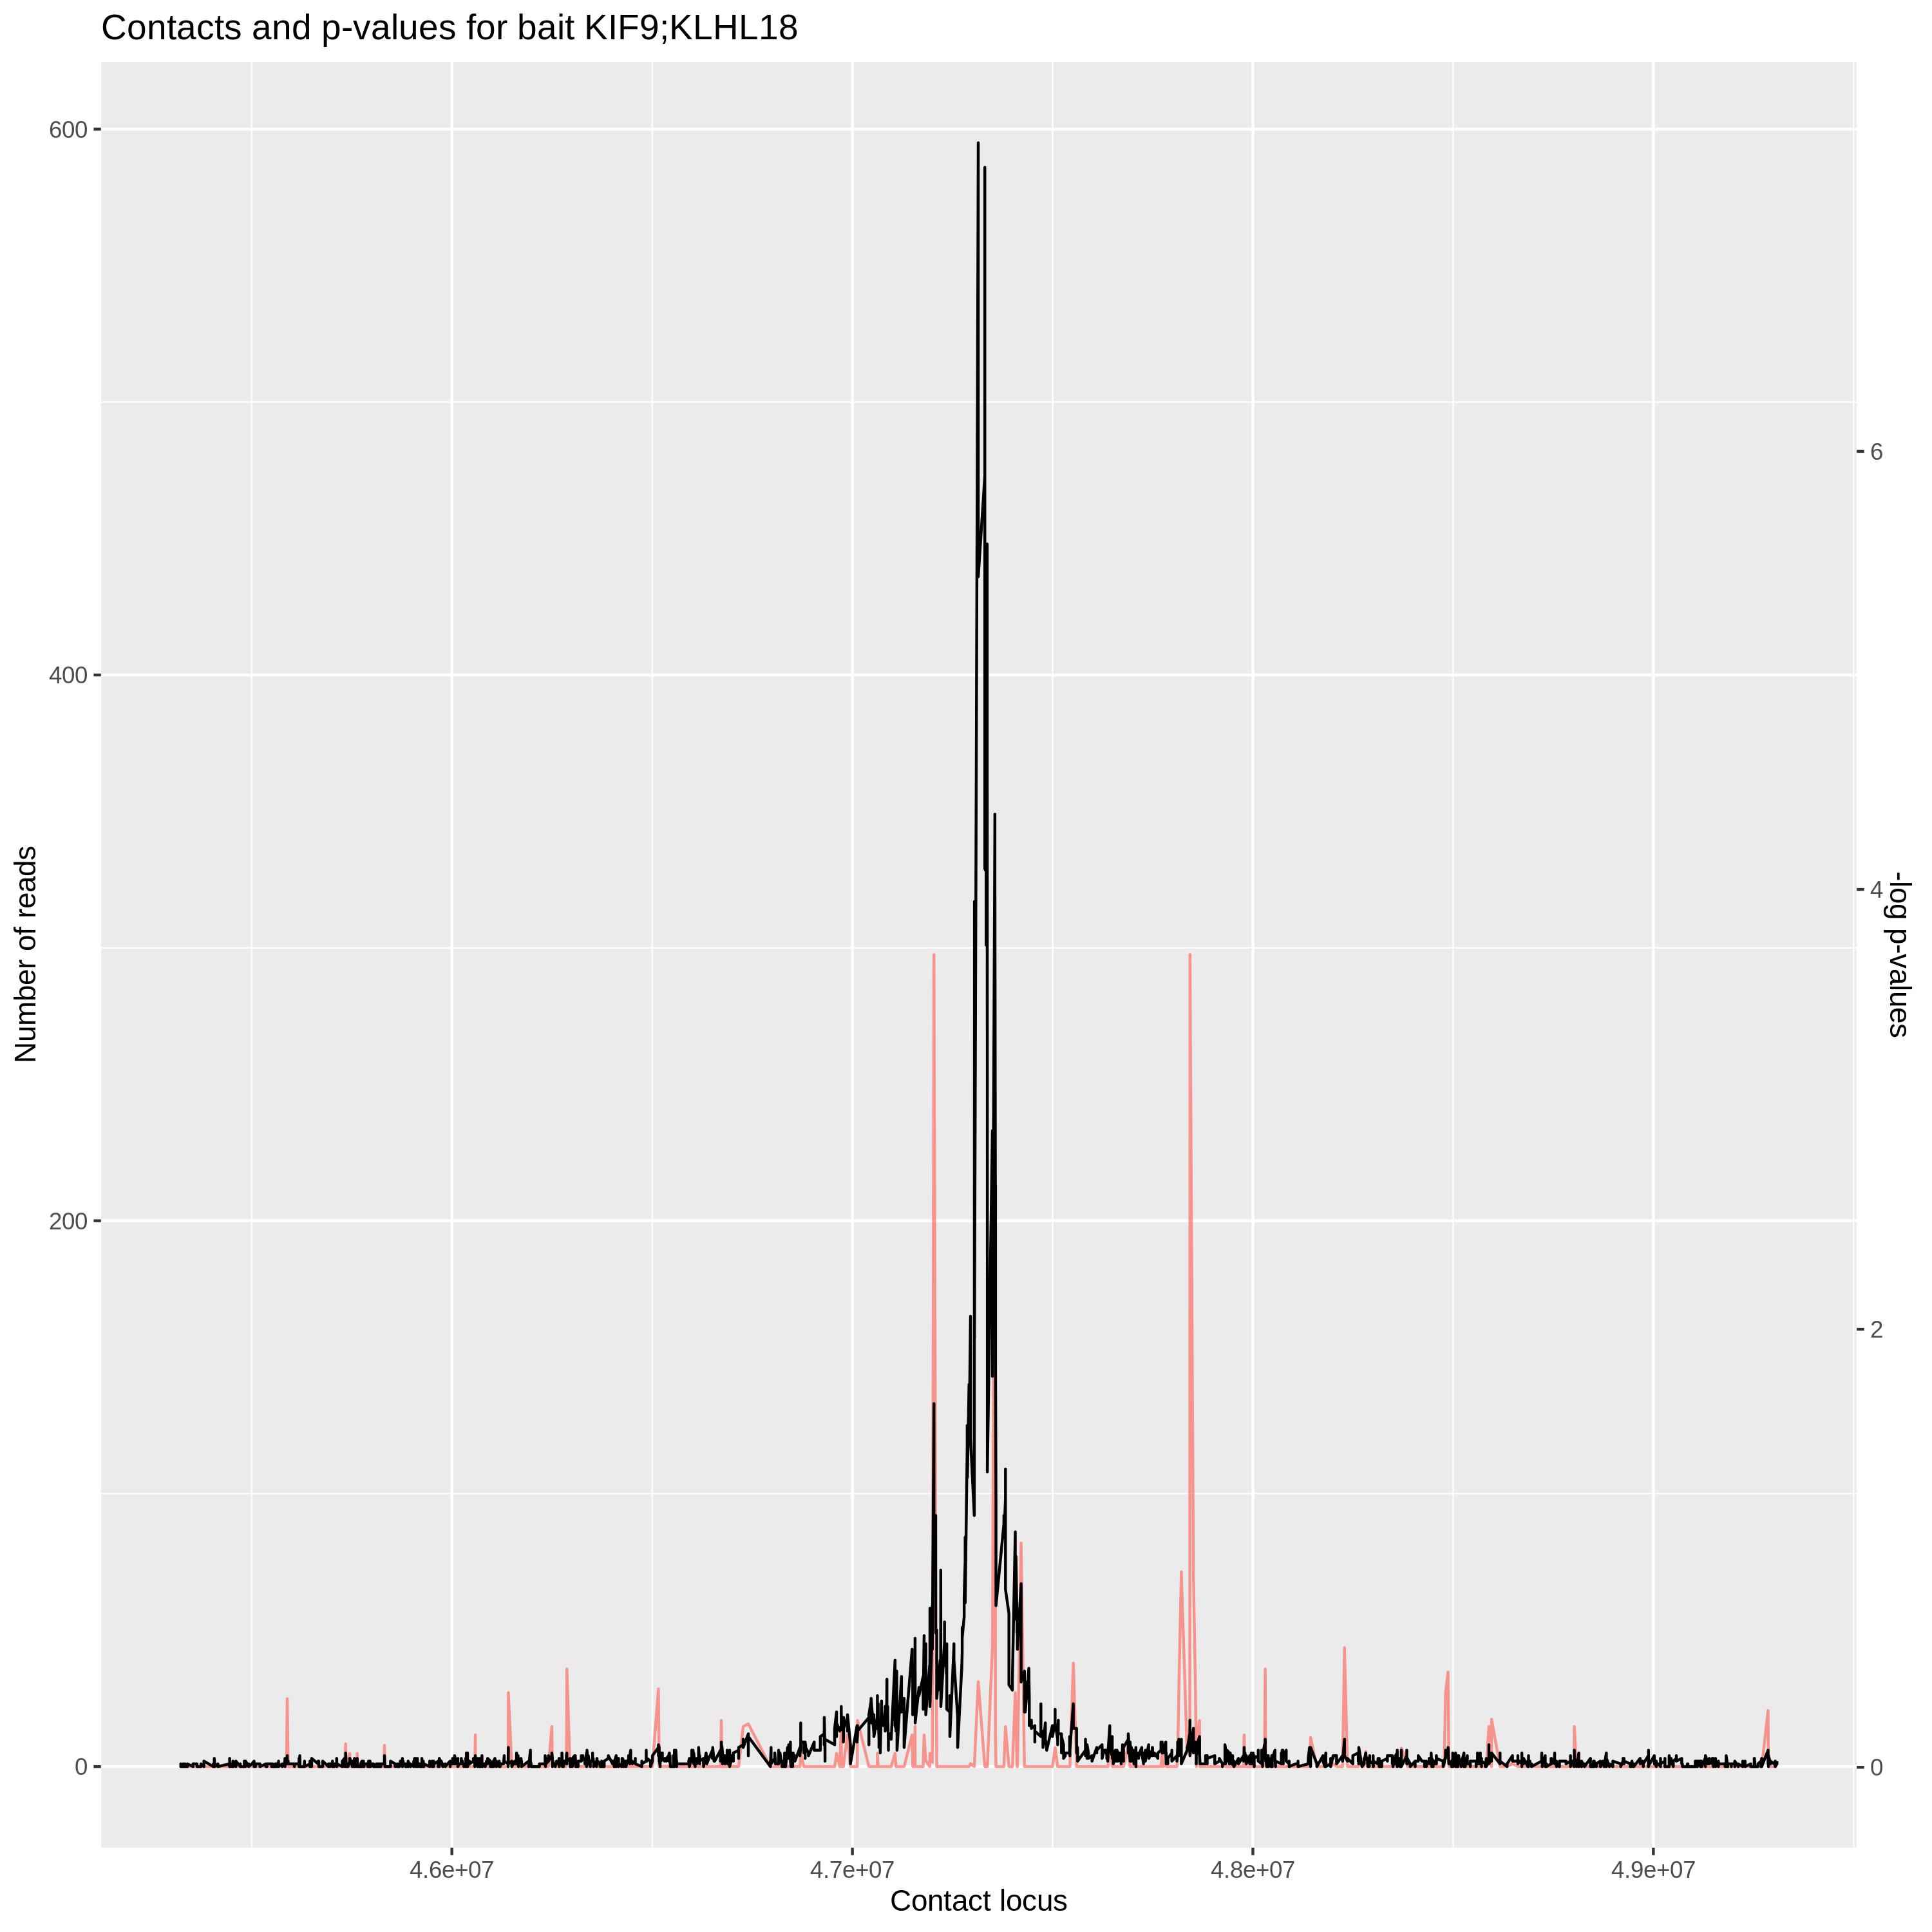 Contacts and p-values for bait KIF9;KLHL18
600
400
200
0
Number of reads
6
4
2
0
-log p-values
4.6e+07
4.7e+07
4.8e+07
4.9e+07
Contact locus